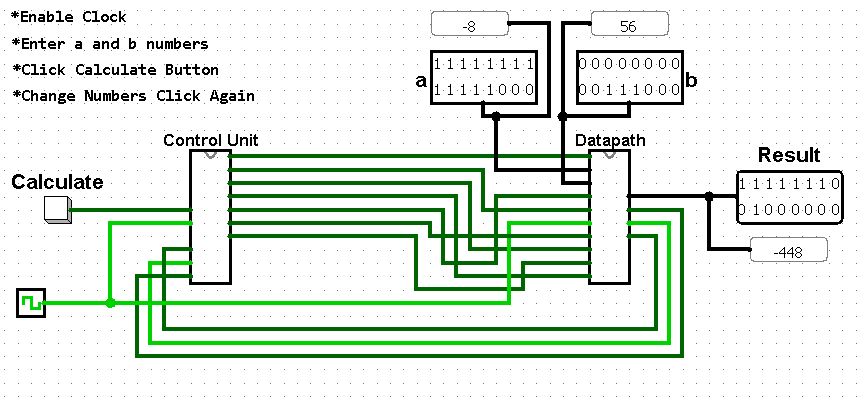 *Enable Clock
*Enter a and b numbers
*Click Calculate Button
*Change Numbers Click Again
-8
56
a
1 1 1 1 1 1 1 1
1 1 1 1 1 0 0 0
0 0 0 0 0 0 0 0
0 0 1 1 1 0 0 0
b
Control Unit
Datapath
Calculate
Result
1 1 1 1 1 1 1 0
0 1 0 0 0 0 0 0
-448